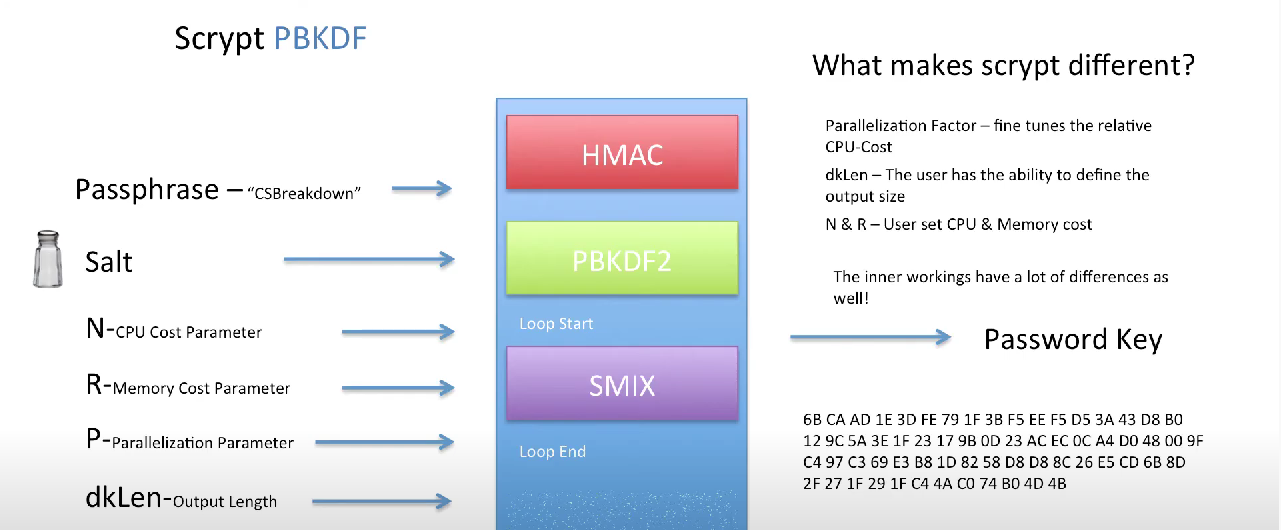 Scrypt PBKDF
Passphrase – “CSBreakdown”
Salt
N-CPU Cost Parameter
R-Memory Cost Parameter
P-Parallelization Parameter
dkLen-Output Length
HMAC
PBKDF2
Loop Start
SMIX
Loop End
What makes scrypt different?
Parallelization Factor – fine tunes the relative
CPU-Cost
dkLen – The user has the ability to define the
output size
N & R – User set CPU & Memory cost
The inner workings have a lot of differences as
well!
Password Key
6B CA AD 1E 3D FE 79 1F 3B F5 EE F5 D5 3A 43 D8 B0
12 9C 5A 3E 1F 23 17 9B 0D 23 AC EC 0C A4 D0 48 00 9F
C4 97 C3 69 E3 B8 1D 82 58 D8 D8 8C 26 E5 CD 6B 8D
2F 27 1F 29 1F C4 4A C0 74 B0 4D 4B